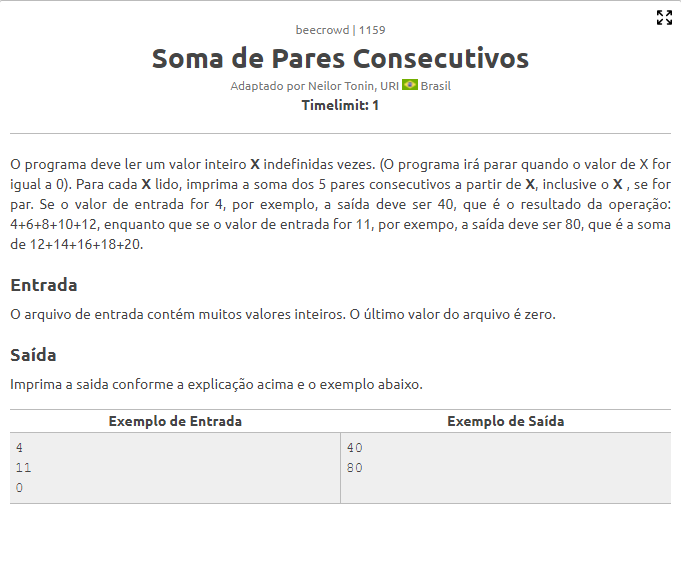 beecrowd | 1159
Soma de Pares Consecutivos
Adaptado por Neilor Tonin, URI Brasil
Timelimit: 1
O programa deve ler um valor inteiro X indefinidas vezes. (O programa irá parar quando o valor de X for
igual a 0). Para cada X lido, imprima a soma dos 5 pares consecutivos a partir de X, inclusive o X , se for
par. Se o valor de entrada for 4, por exemplo, a saída deve ser 40, que é o resultado da operação:
4+6+8+10+12, enquanto que se o valor de entrada for 11, por exempo, a saída deve ser 80, que é a soma
de 12+14+16+18+20.
Entrada
O arquivo de entrada contém muitos valores inteiros. O último valor do arquivo é zero.
Saída
Imprima a saida conforme a explicação acima e o exemplo abaixo.
Exemplo de Entrada Exemplo de Saída
4 40
11 80
0